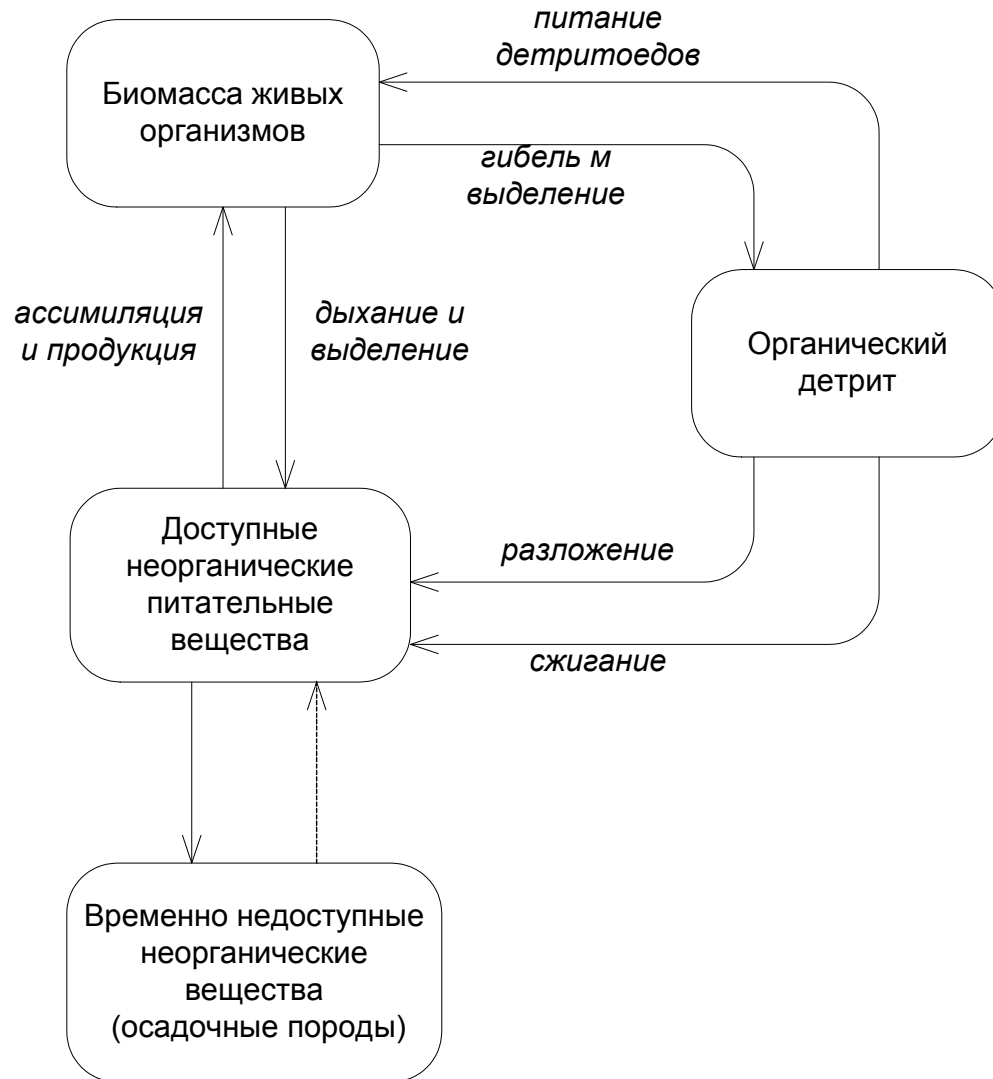 питание
детритоедов
Биомасса живых
организмов
гибель м
выделение
ассимиляция
и продукция
дыхание и
выделение
Органический
детрит
Доступные
неорганические
питательные
вещества
разложение
сжигание
Временно недоступные
неорганические
вещества
(осадочные породы)